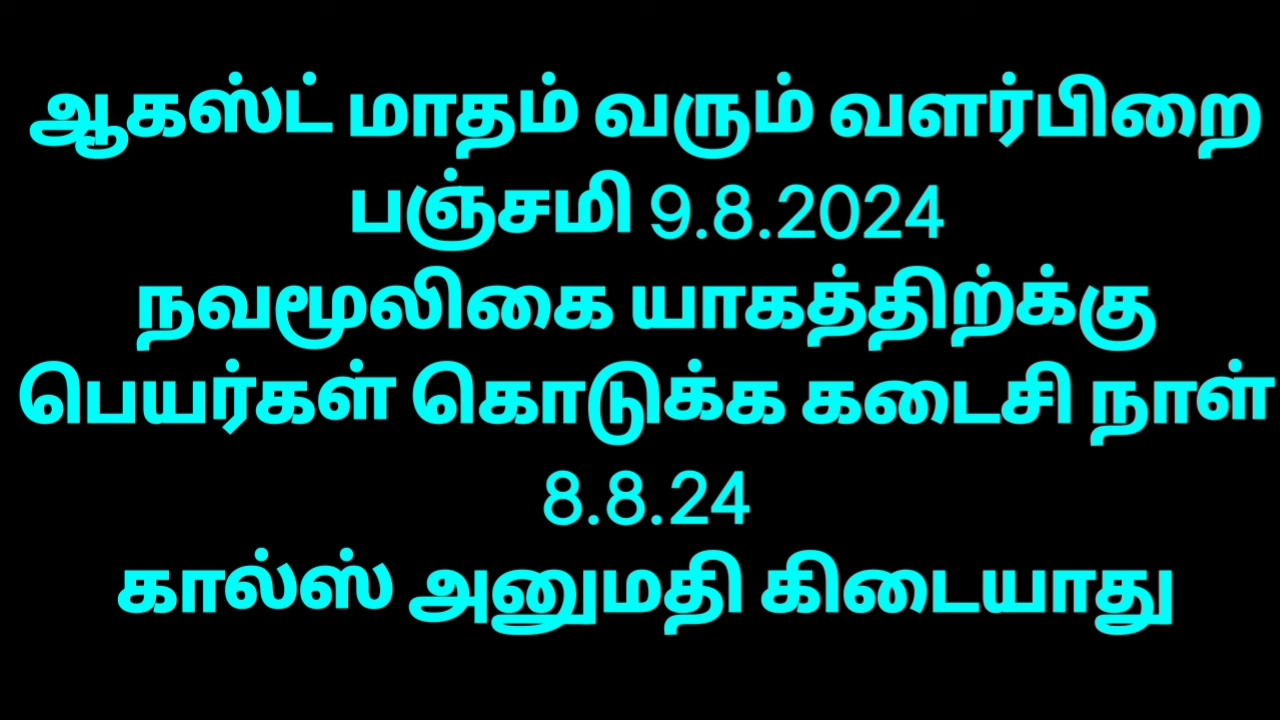 ஆகஸ்ட் மாதம் வரும் வளர்பிறை
பஞ்சமி 9.8.2024
நவமூலிகை யாகத்திற்க்கு
பெயர்கள் கொடுக்க கடைசி நாள்
8.8.24
கால்ஸ் அனுமதி கிடையாது